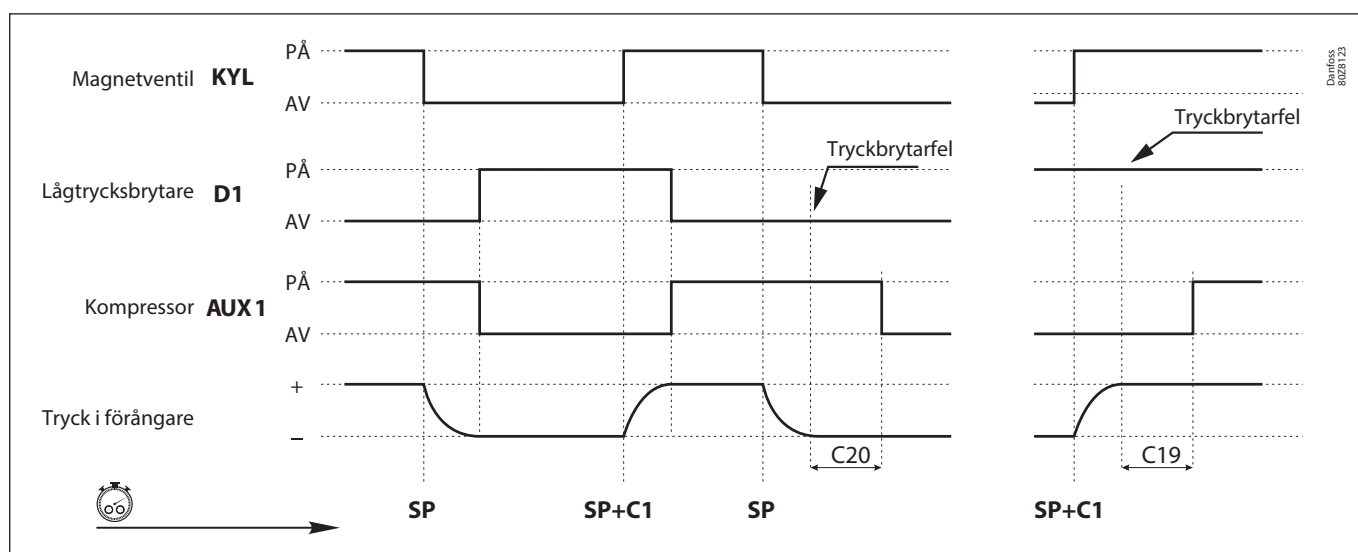 Magnetventil KYL
PÅ
AV
Danfoss
80Z8123
Tryckbrytarfel
Tryckbrytarfel
Lågtrycksbrytare D1
PÅ
AV
Kompressor AUX 1
PÅ
AV
Tryck i förångare
+
–
C20
C19
SP
SP+C1
SP
SP+C1